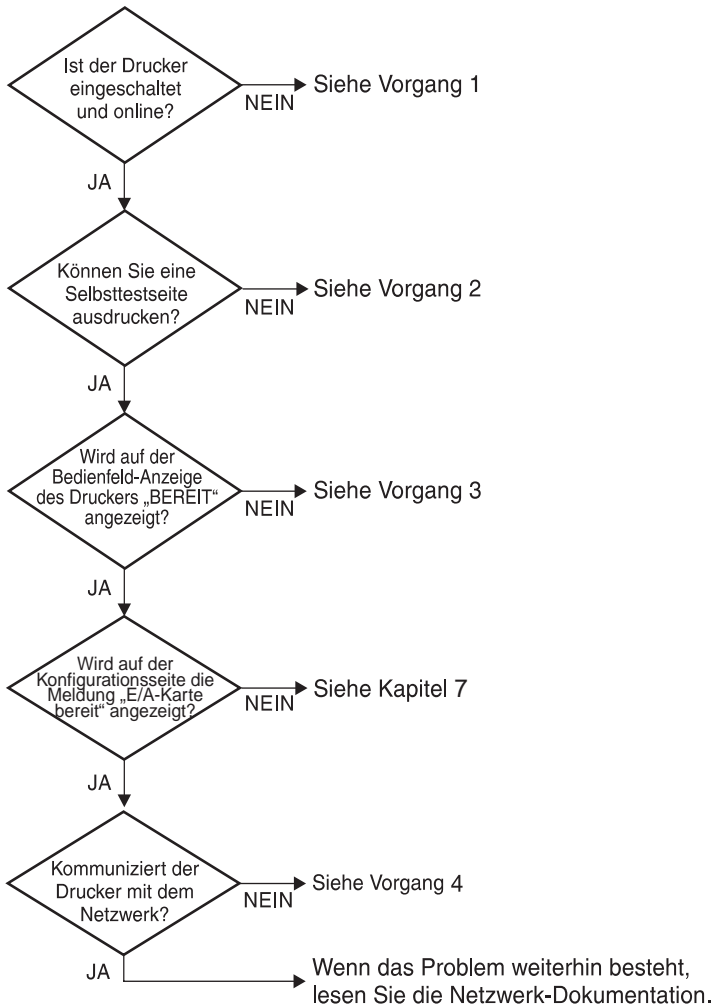 Ist der Drucker
eingeschaltet
und online?
NEIN
Siehe Vorgang 1
JA
Können Sie eine
Selbsttestseite
ausdrucken?
NEIN
Siehe Vorgang 2
JA
Wird auf der
Bedienfeld-Anzeige
des Druckers „BEREIT“
angezeigt?
NEIN
Siehe Vorgang 3
JA
Wird auf der
Konfigurationsseite die
Meldung „E/A-Karte
bereit“ angezeigt?
NEIN
Siehe Kapitel 7
JA
Kommuniziert der
Drucker mit dem
Netzwerk?
NEIN
Siehe Vorgang 4
JA
Wenn das Problem weiterhin besteht,
lesen Sie die Netzwerk-Dokumentation.